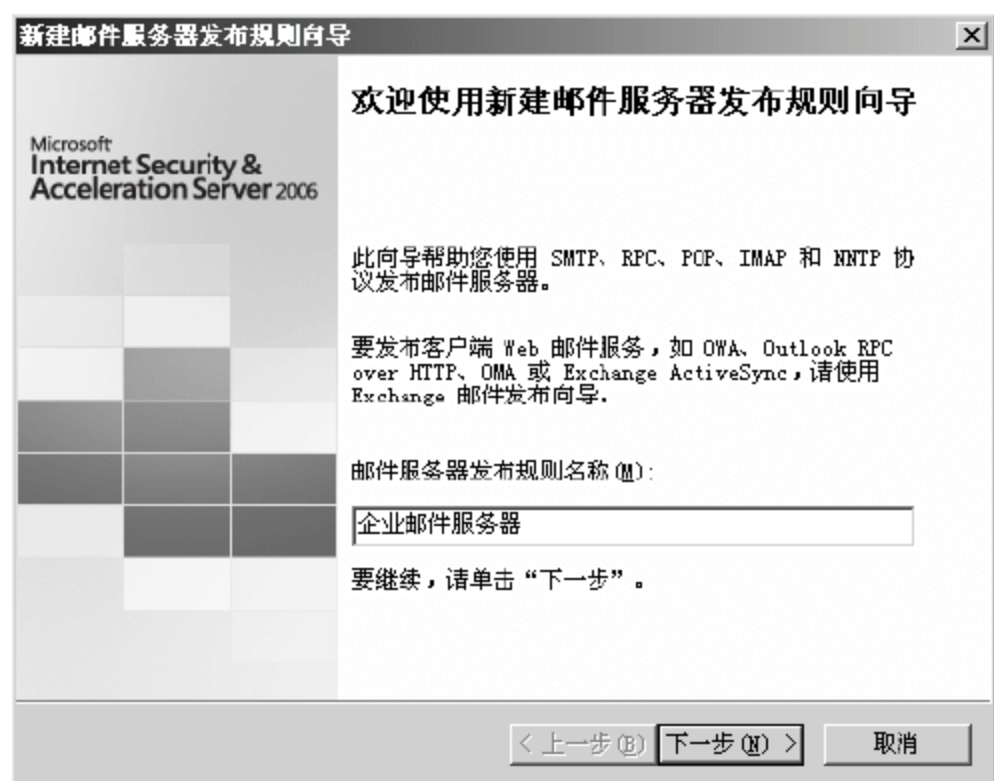 新建邮件服务器发布规则向导
欢迎使用新建邮件服务器发布规则向导
Microsoft
Internet Security &
Acceleration Server 2006
此向导帮助您使用 SMTP、RPC、POP、IMAP 和 NNTP 协
议发布邮件服务器。
要发布客户端 Web 邮件服务，如 OWA、Outlook RPC
over HTTP、OMA 或 Exchange ActiveSync，请使用
Exchange 邮件发布向导.
邮件服务器发布规则名称(M):
企业邮件服务器
要继续，请单击“下一步”。
< 上一步(B) 下一步(N) > 取消